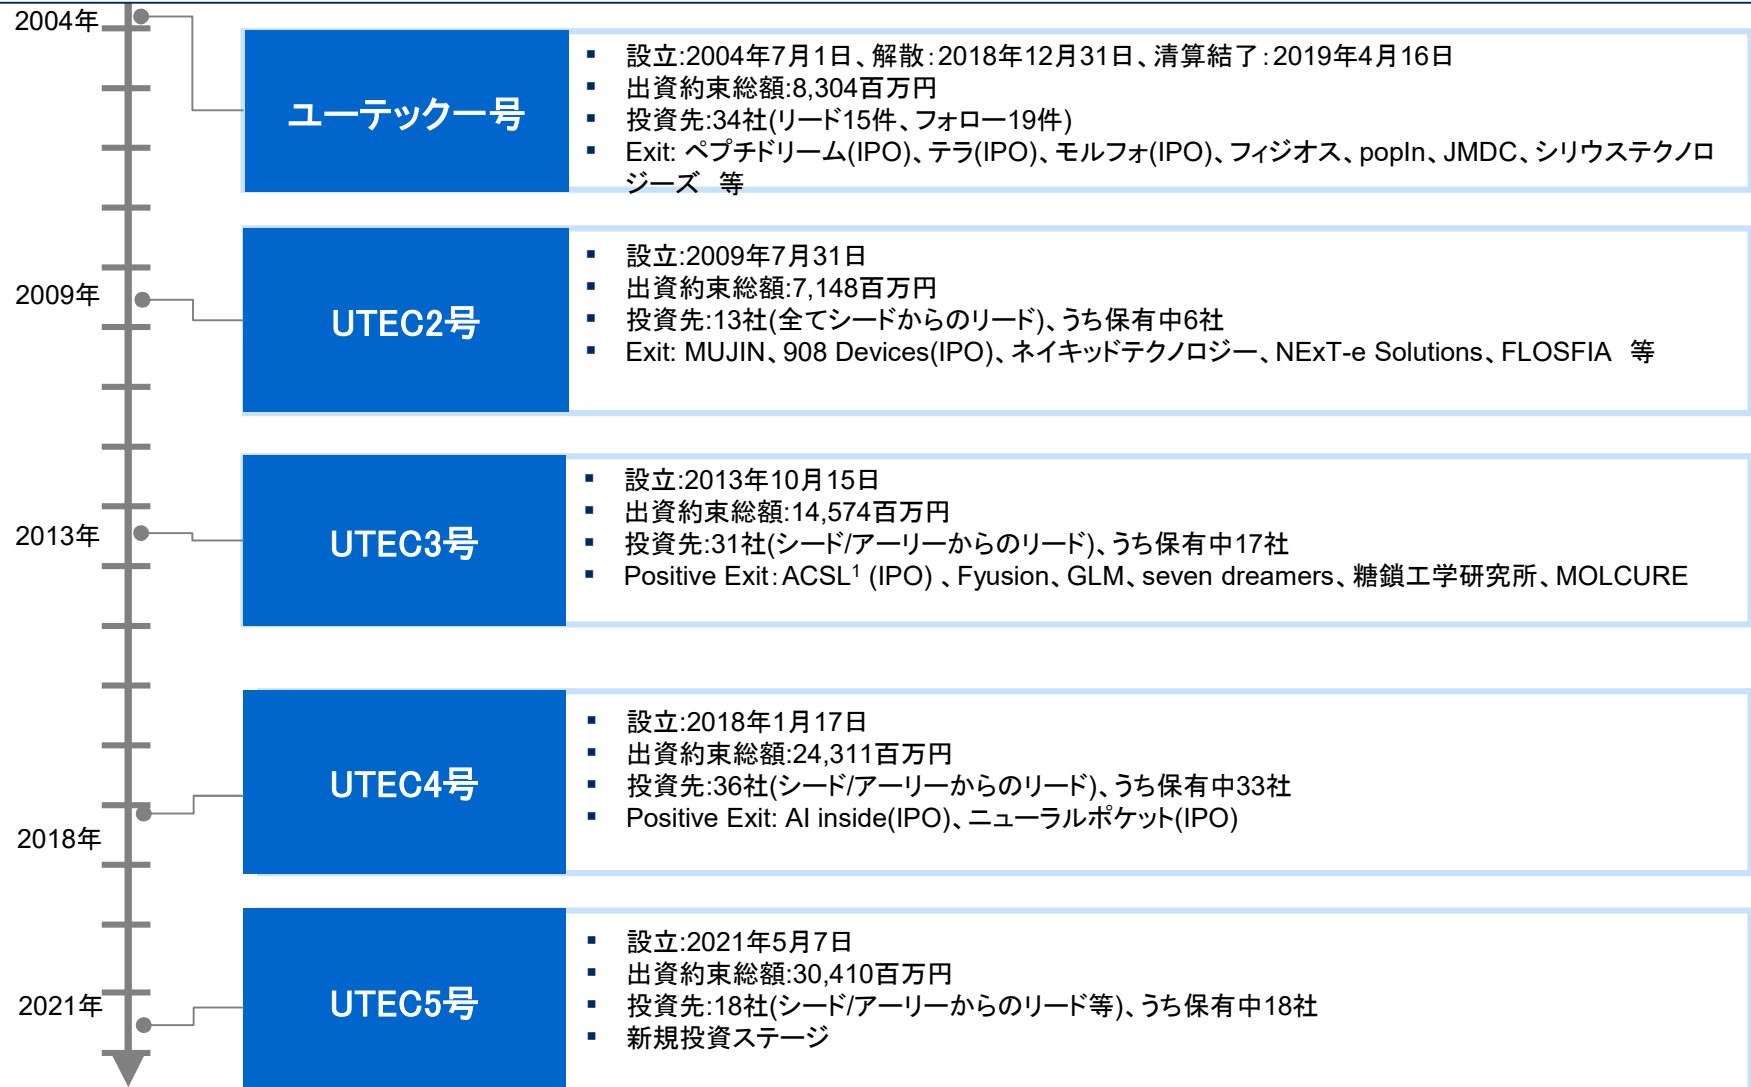 2004年
ユーテック一号
▪ 設立:2004年7月1日、解散:2018年12月31日、清算結了:2019年4月16日
▪ 出資約束総額:8,304百万円
▪ 投資先:34社(リード15件、フォロー19件)
▪ Exit: ペプチドリーム(IPO)、テラ(IPO)、モルフォ(IPO)、フィジオス、popIn、JMDC、シリウステクノロ
ジーズ 等
2009年
UTEC2号
▪ 設立:2009年7月31日
▪ 出資約束総額:7,148百万円
▪ 投資先:13社(全てシードからのリード)、うち保有中6社
▪ Exit: MUJIN、908 Devices(IPO)、ネイキッドテクノロジー、NExT-e Solutions、FLOSFIA 等
2013年
UTEC3号
▪ 設立:2013年10月15日
▪ 出資約束総額:14,574百万円
▪ 投資先:31社(シード/アーリーからのリード)、うち保有中17社
▪ Positive Exit:ACSL¹ (IPO) 、Fyusion、GLM、seven dreamers、糖鎖工学研究所、MOLCURE
2018年
UTEC4号
▪ 設立:2018年1月17日
▪ 出資約束総額:24,311百万円
▪ 投資先:36社(シード/アーリーからのリード)、うち保有中33社
▪ Positive Exit: AI inside(IPO)、ニューラルポケット(IPO)
2021年
UTEC5号
▪ 設立:2021年5月7日
▪ 出資約束総額:30,410百万円
▪ 投資先:18社(シード/アーリーからのリード等)、うち保有中18社
▪ 新規投資ステージ